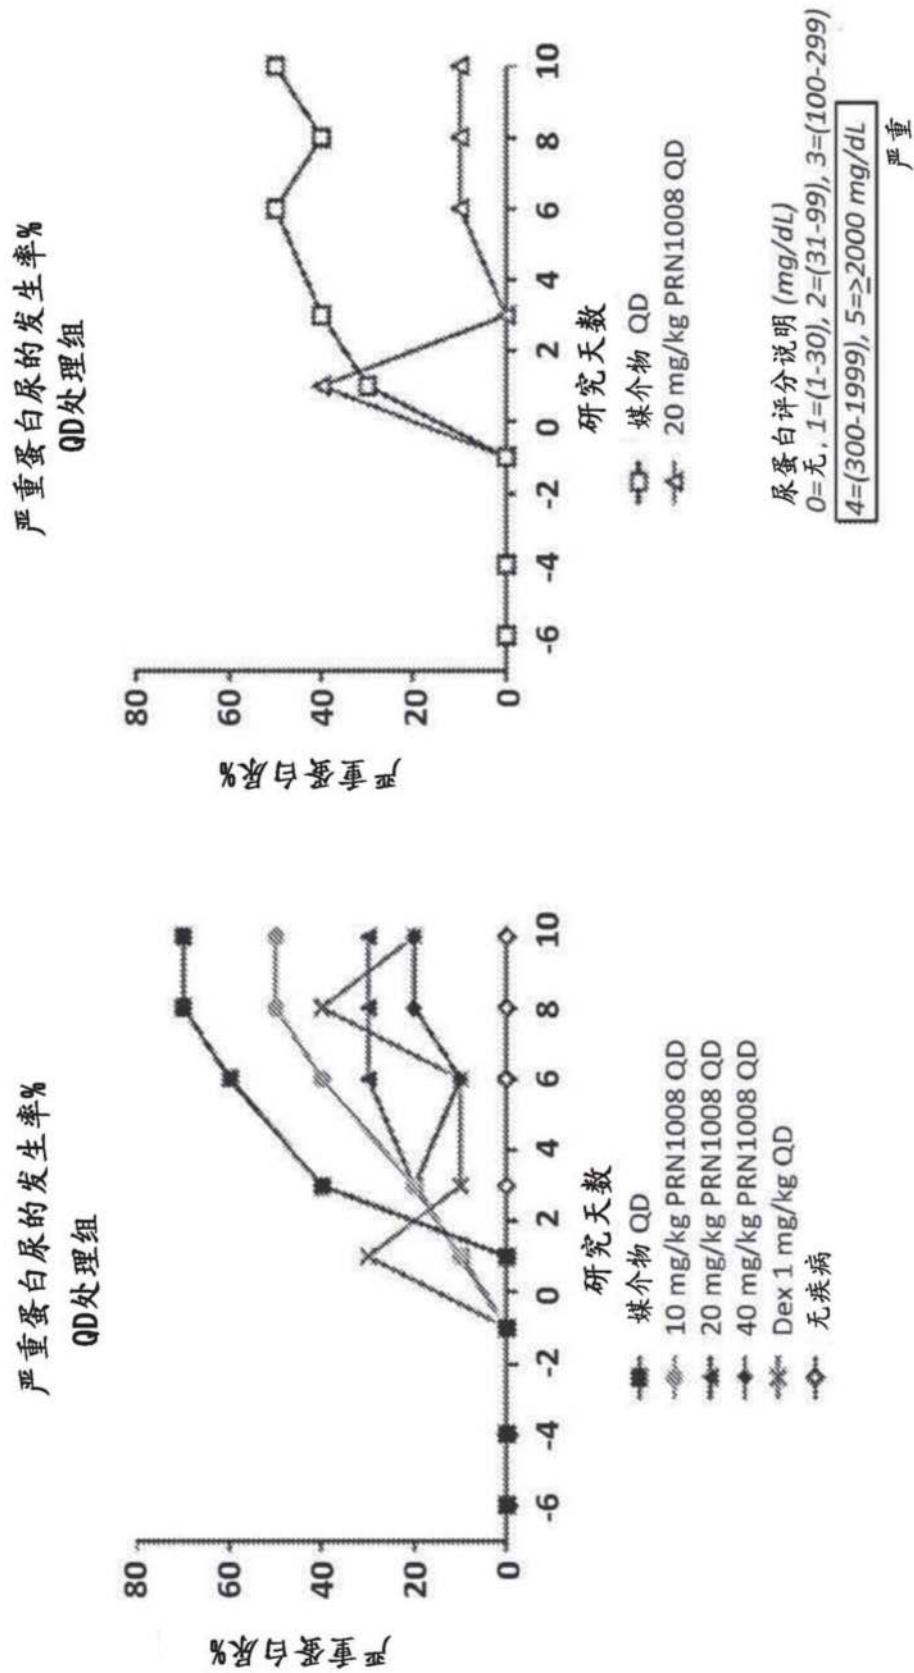 严重蛋白尿的发生率%
QD处理组
严重蛋白尿%
80
60
40
20
0
-6
-4
-2
0
2
4
6
8
10
研究天数
媒介物 QD
10 mg/kg PRN1008 QD
20 mg/kg PRN1008 QD
40 mg/kg PRN1008 QD
Dex 1 mg/kg QD
无疾病
严重蛋白尿的发生率%
QD处理组
严重蛋白尿%
80
60
40
20
0
-6
-4
-2
0
2
4
6
8
10
研究天数
媒介物 QD
20 mg/kg PRN1008 QD
尿蛋白评分说明 (mg/dL)
0=无, 1=(1-30), 2=(31-99), 3=(100-299)
4=(300-1999), 5=≥2000 mg/dL
严重